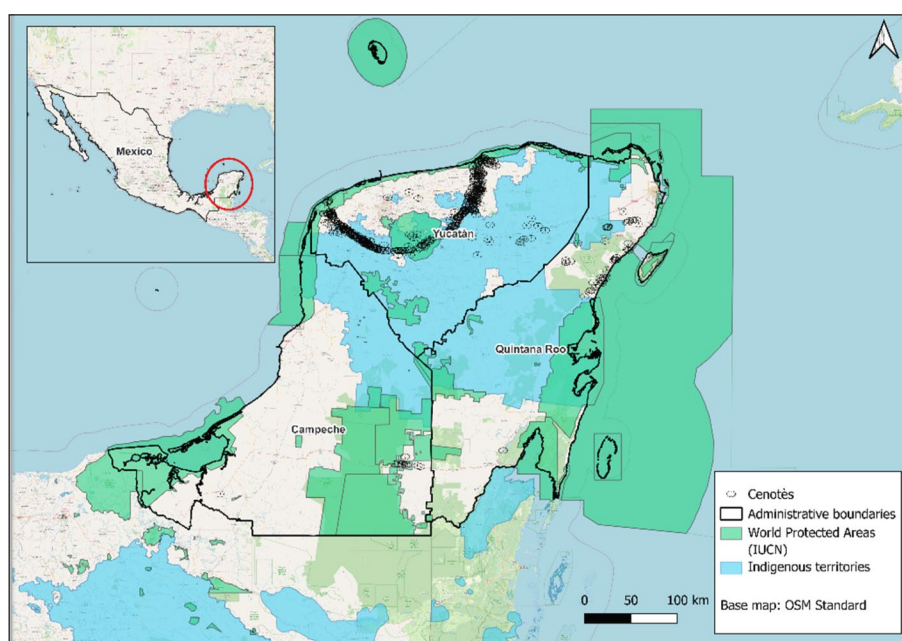 Mexico
Yucatán
Quintana Roo
Campeche
Cenotès
Administrative boundaries
World Protected Areas
(IUCN)
Indigenous territories
Base map: OSM Standard
0 50 100 km